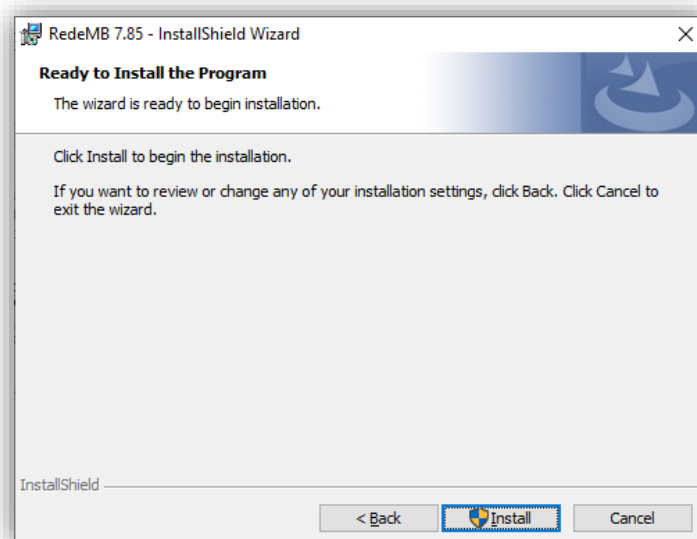 RedeMB 7.85 - InstallShield Wizard
Ready to Install the Program
The wizard is ready to begin installation.
Click Install to begin the installation.
If you want to review or change any of your installation settings, click Back. Click Cancel to
exit the wizard.
InstallShield
< Back
Install
Cancel